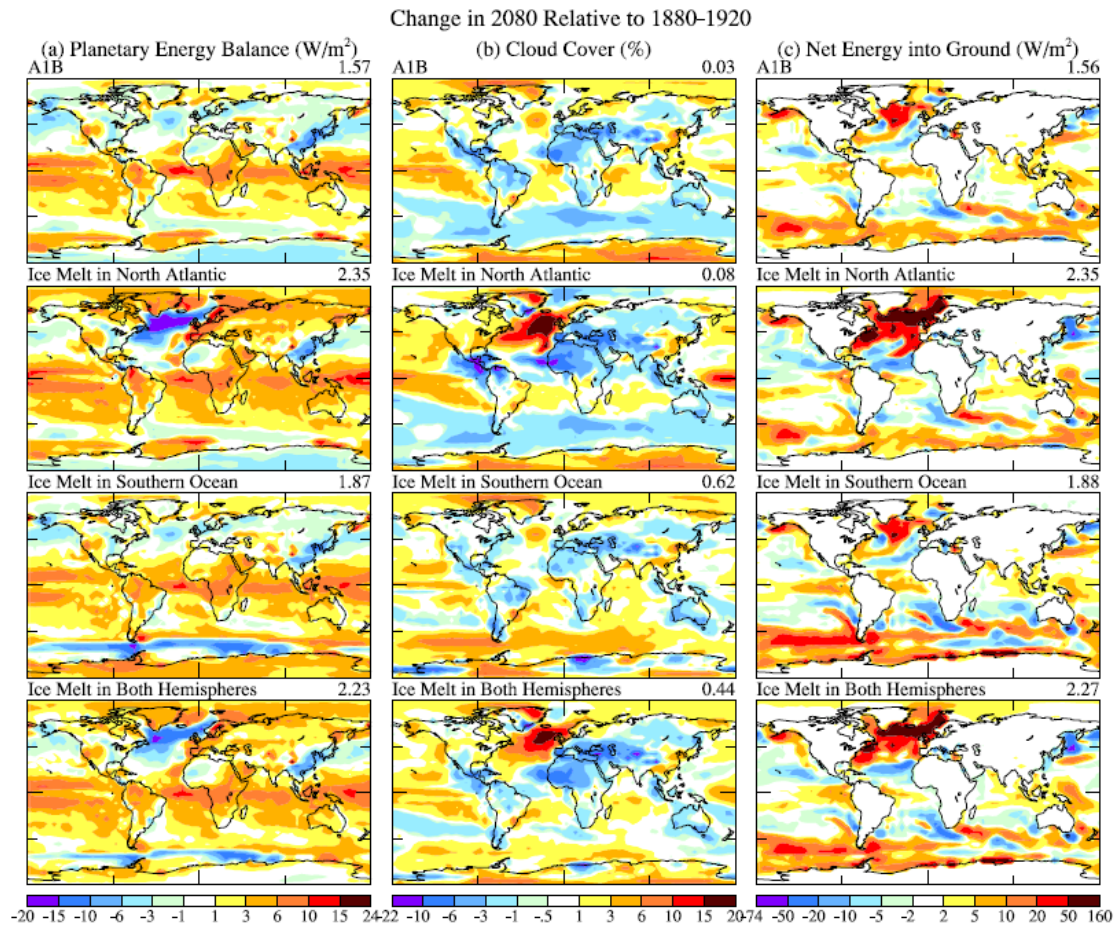 Change in 2080 Relative to 1880-1920
(a) Planetary Energy Balance (W/m²) (b) Cloud Cover (%) (c) Net Energy into Ground (W/m²)
A1B 1.57 A1B 0.03 A1B 1.56
Ice Melt in North Atlantic 2.35 Ice Melt in North Atlantic 0.08 Ice Melt in North Atlantic 2.35
Ice Melt in Southern Ocean 1.87 Ice Melt in Southern Ocean 0.62 Ice Melt in Southern Ocean 1.88
Ice Melt in Both Hemispheres 2.23 Ice Melt in Both Hemispheres 0.44 Ice Melt in Both Hemispheres 2.27
-20 -15 -10 -6 -3 -1 1 3 6 10 15 24 -22 -10 -6 -3 -1 -.5 1 3 6 10 15 20 -74 -50 -20 -10 -5 -2 2 5 10 20 50 160